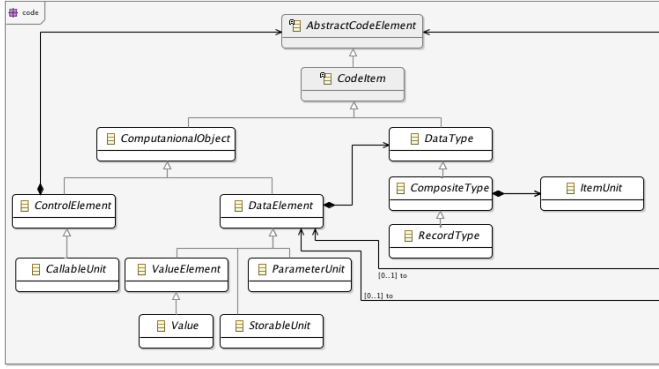 code
AbstractCodeElement
CodeItem
ComputanionalObject
DataType
ControlElement
DataElement
CompositeType
ItemUnit
RecordType
CallableUnit
ValueElement
ParameterUnit
[0..1] to
[0..1] to
Value
StorableUnit